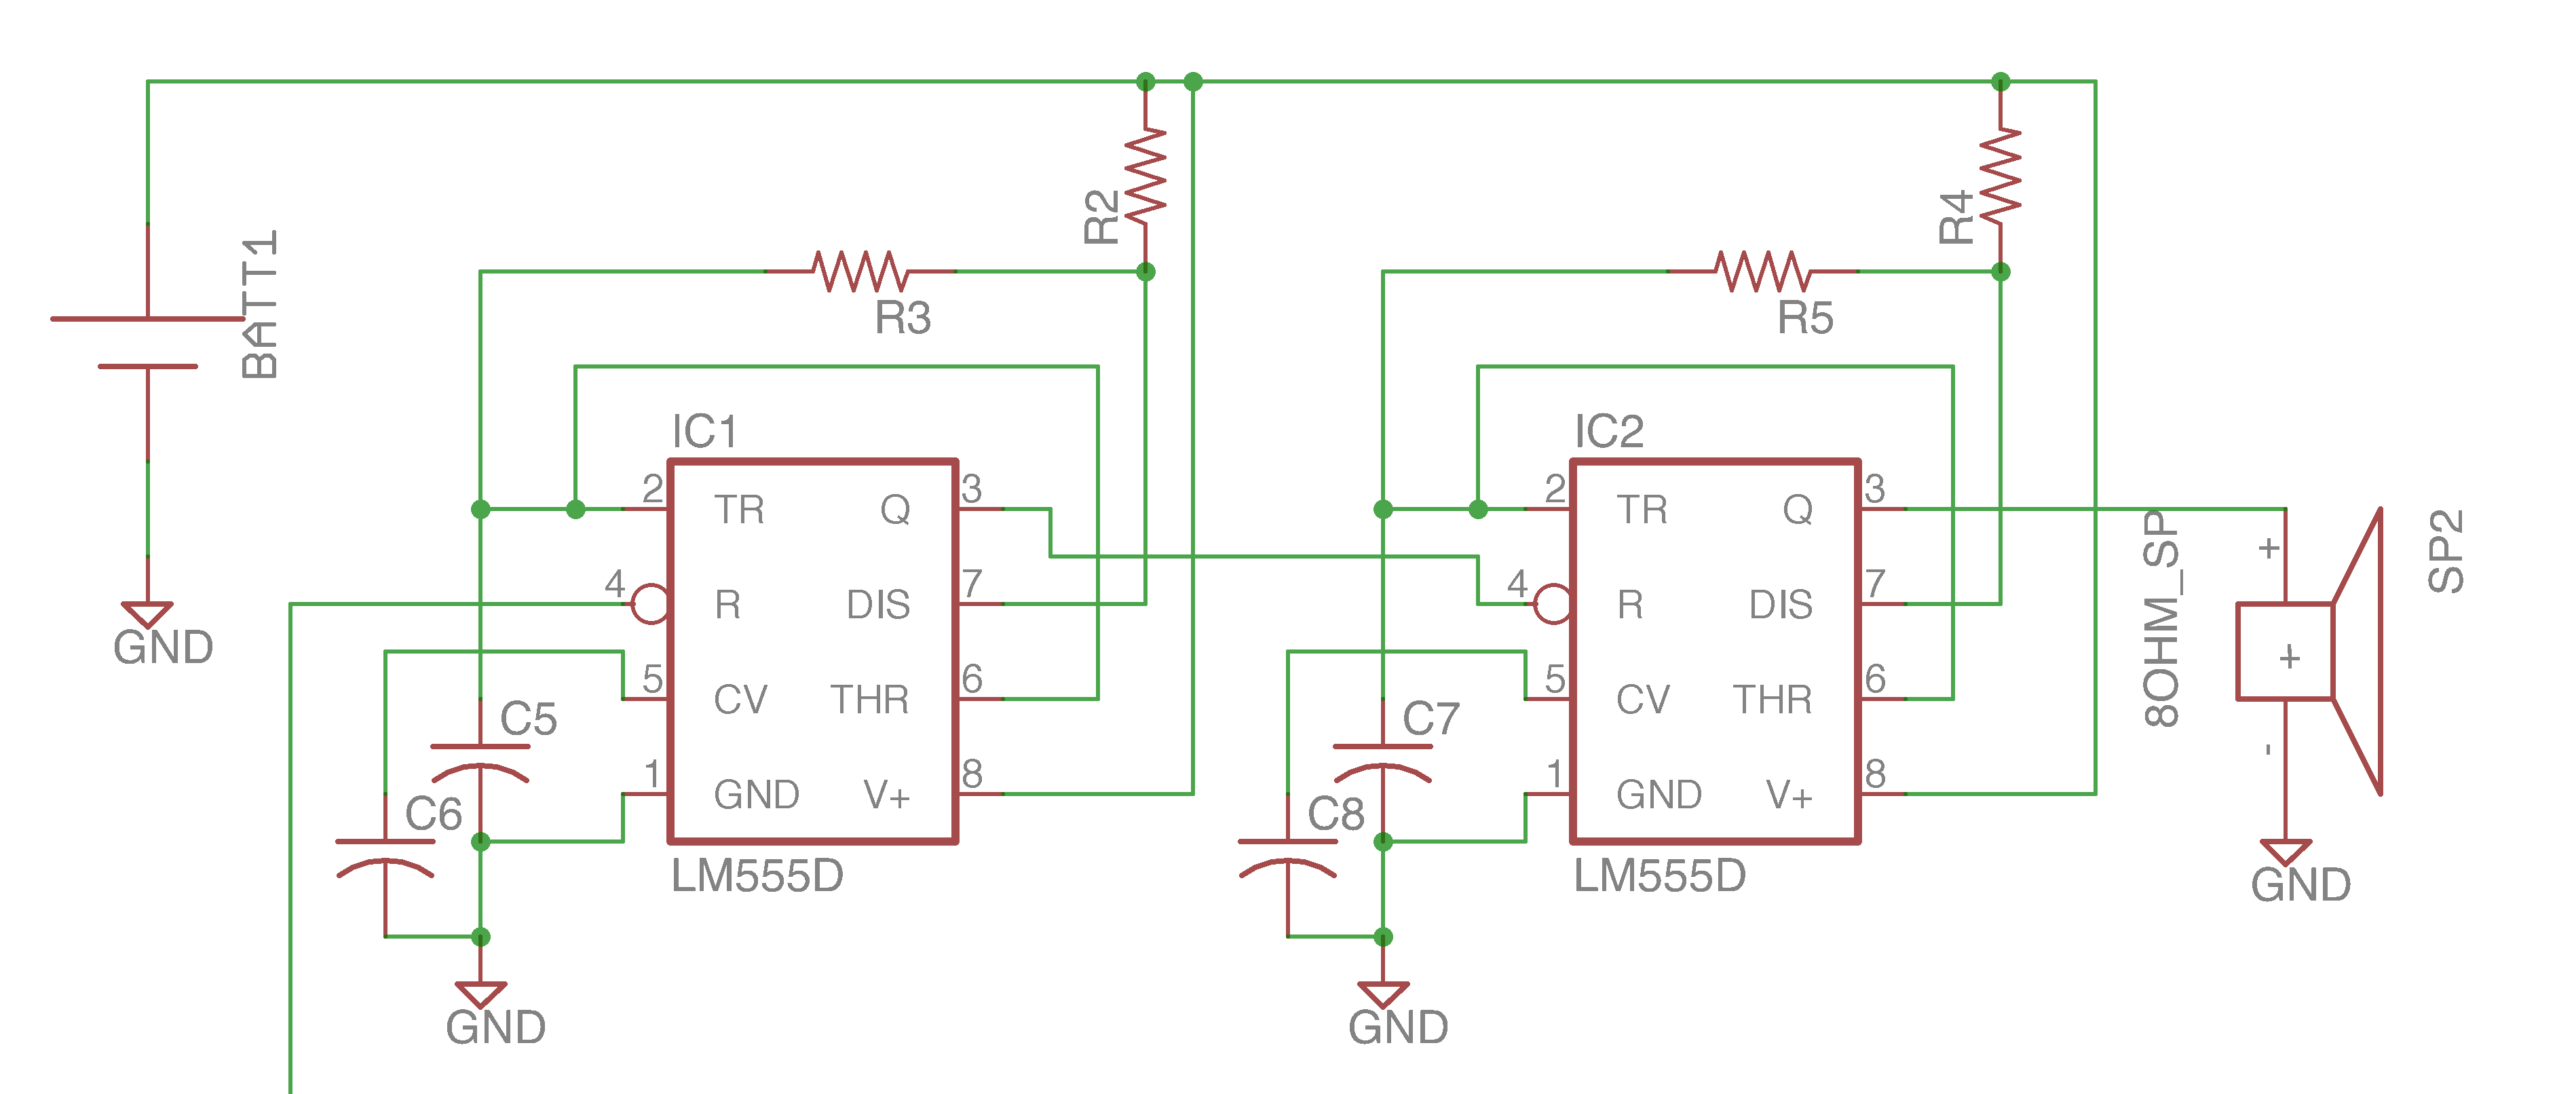 BATT1
GND
R2
R3
R4
R5
IC1
2 TR Q 3
4 R DIS 7
5 CV THR 6
1 GND V+ 8
LM555D
C5
C6
GND
IC2
2 TR Q 3
4 R DIS 7
5 CV THR 6
1 GND V+ 8
LM555D
C7
C8
GND
8OHM_SP
+
+
-
SP2
GND